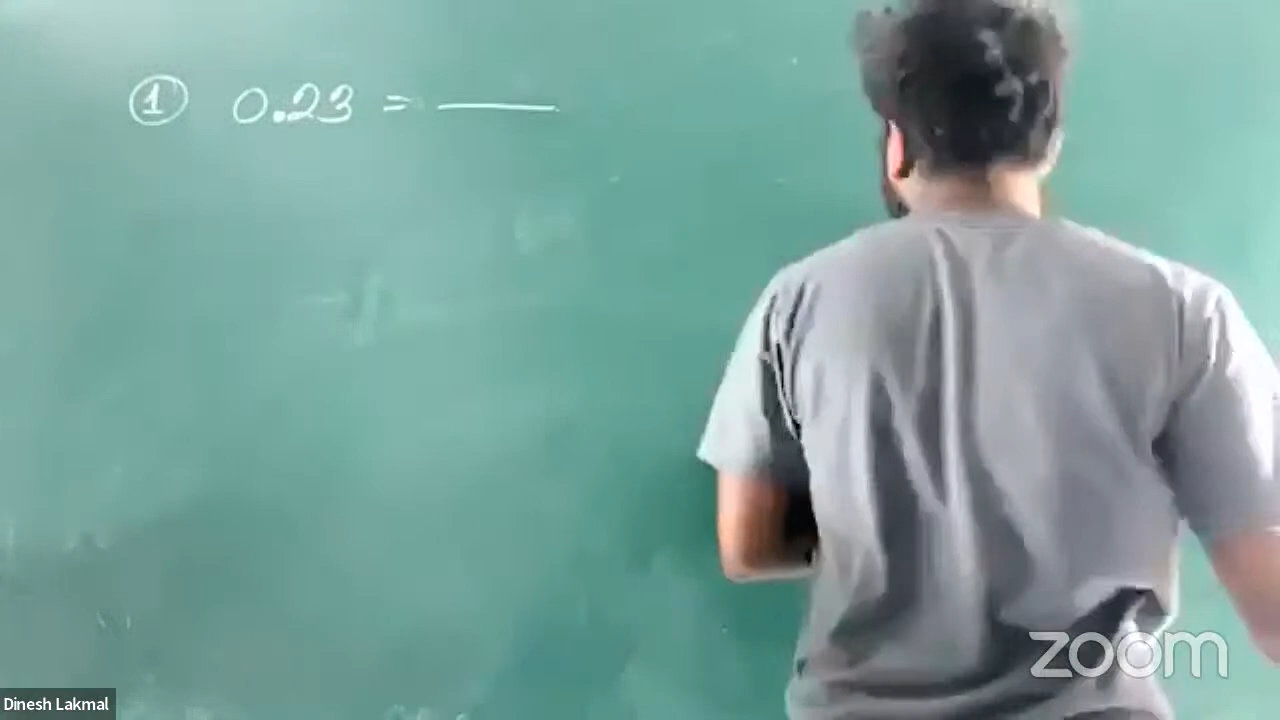 ① 0.23 = ____
zoom
Dinesh Lakmal